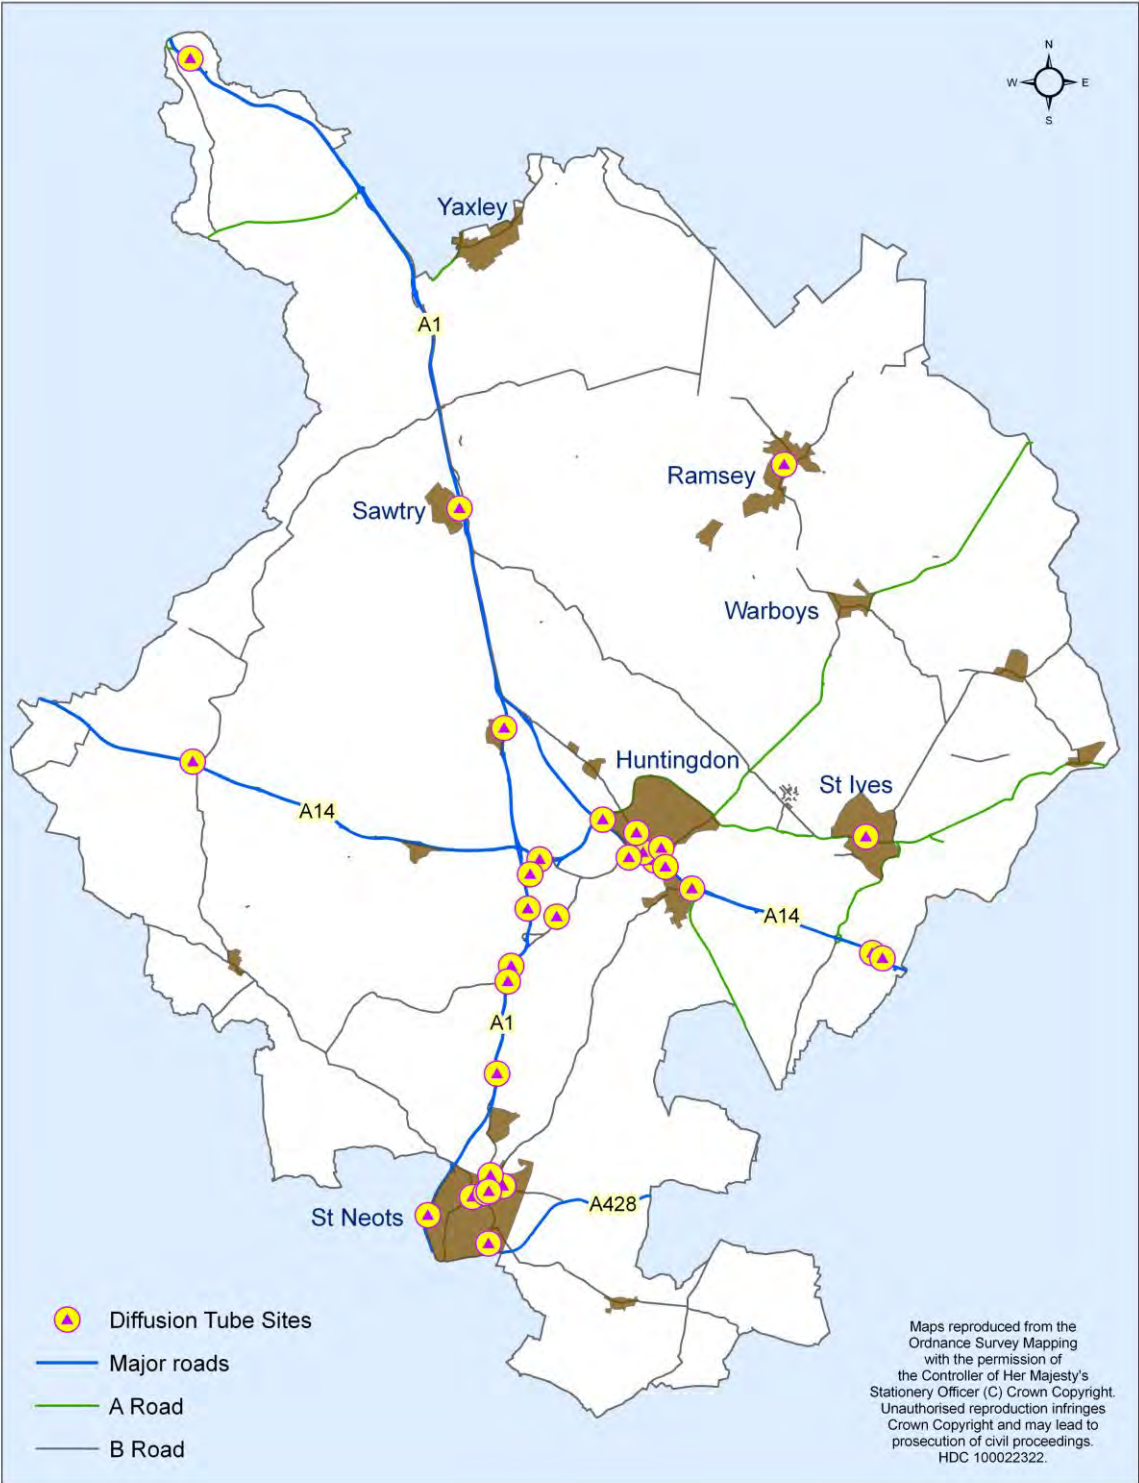 N
W E
S
Yaxley
A1
Ramsey
Sawtry
Warboys
Huntingdon
St Ives
A14
A14
A1
A428
St Neots
Diffusion Tube Sites
Major roads
A Road
B Road
Maps reproduced from the
Ordnance Survey Mapping
with the permission of
the Controller of Her Majesty's
Stationery Officer (C) Crown Copyright.
Unauthorised reproduction infringes
Crown Copyright and may lead to
prosecution of civil proceedings.
HDC 100022322.